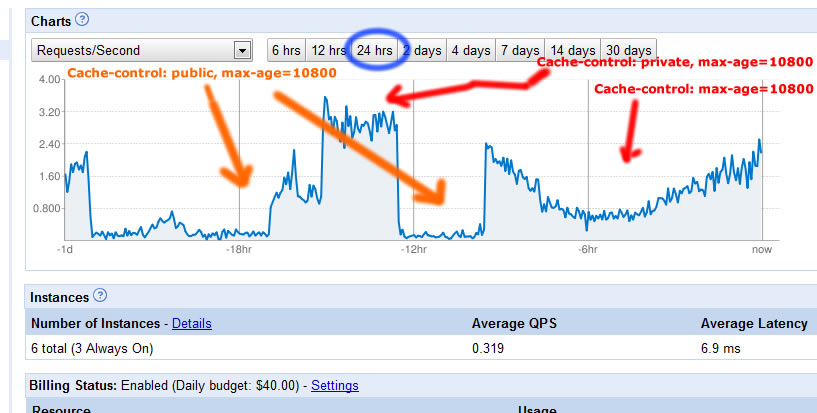 Charts ?
Requests/Second 6 hrs 12 hrs 24 hrs 2 days 4 days 7 days 14 days 30 days
Cache-control: private, max-age=10800
Cache-control: public, max-age=10800
4.00
Cache-control: max-age=10800
3.20
2.40
1.60
0.800
-1d -18hr -12hr -6hr now
Instances ?
Number of Instances - Details Average QPS Average Latency
6 total (3 Always On) 0.319 6.9 ms
Billing Status: Enabled (Daily budget: $40.00) - Settings
Resource Usage